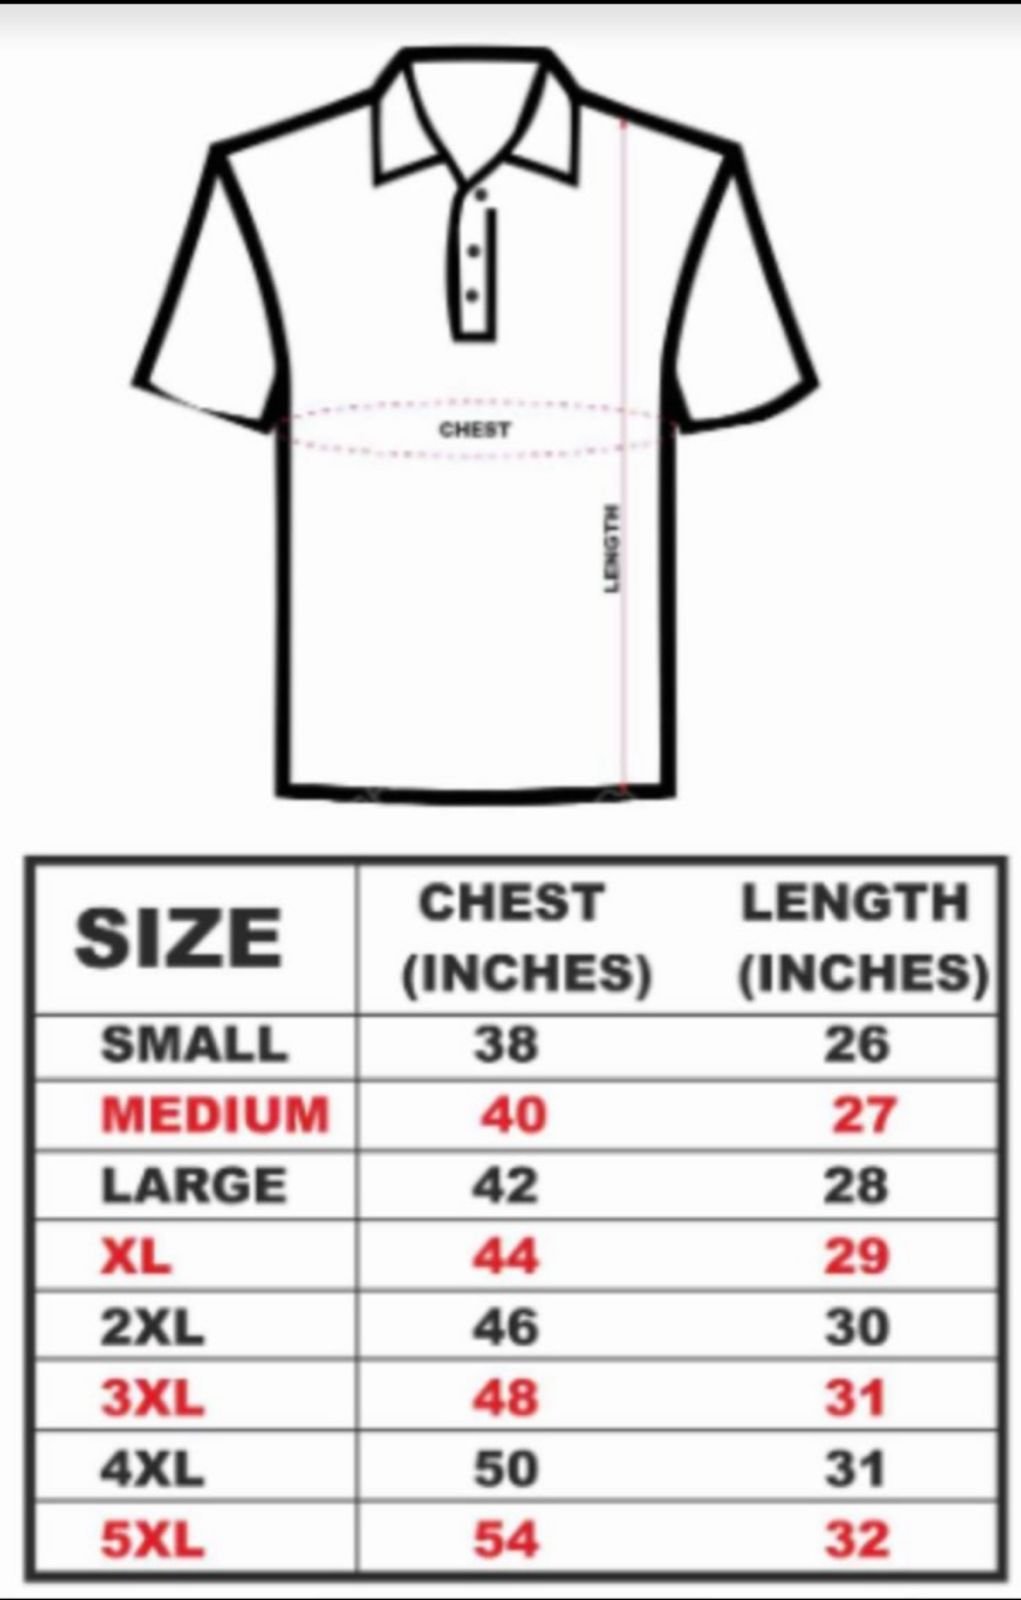 CHEST
LENGTH
SIZE
CHEST (INCHES)
LENGTH (INCHES)
SMALL 38 26
MEDIUM 40 27
LARGE 42 28
XL 44 29
2XL 46 30
3XL 48 31
4XL 50 31
5XL 54 32